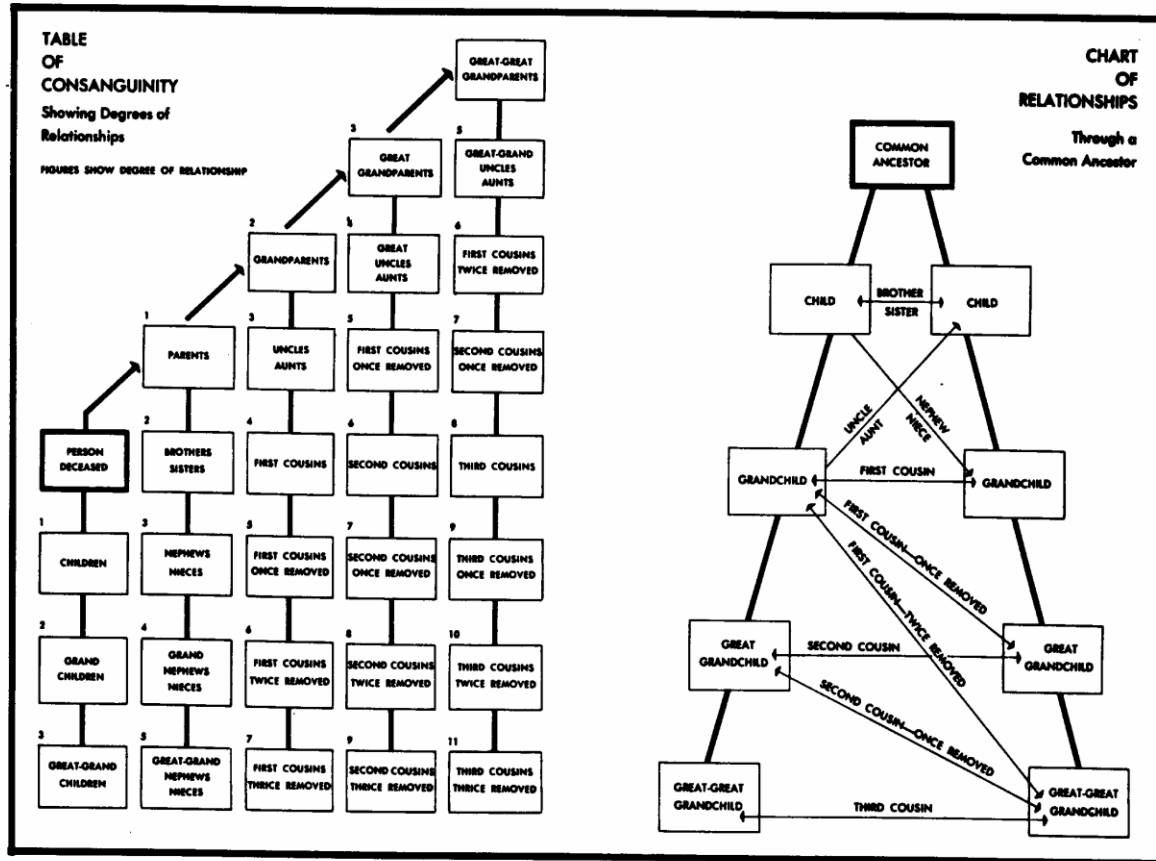 TABLE
OF
CONSANGUINITY
Showing Degrees of
Relationships
FIGURES SHOW DEGREE OF RELATIONSHIP
GREAT-GREAT
GRANDPARENTS
3
GREAT
GRANDPARENTS
5
GREAT-GRAND
UNCLES
AUNTS
2
GRANDPARENTS
4
GREAT
UNCLES
AUNTS
6
FIRST COUSINS
TWICE REMOVED
1
PARENTS
3
UNCLES
AUNTS
5
FIRST COUSINS
ONCE REMOVED
7
SECOND COUSINS
ONCE REMOVED
PERSON
DECEASED
2
BROTHERS
SISTERS
4
FIRST COUSINS
6
SECOND COUSINS
8
THIRD COUSINS
1
CHILDREN
3
NEPHEWS
NIECES
5
FIRST COUSINS
ONCE REMOVED
7
SECOND COUSINS
ONCE REMOVED
9
THIRD COUSINS
ONCE REMOVED
2
GRAND
CHILDREN
4
GRAND
NEPHEWS
NIECES
6
FIRST COUSINS
TWICE REMOVED
8
SECOND COUSINS
TWICE REMOVED
10
THIRD COUSINS
TWICE REMOVED
3
GREAT-GRAND
CHILDREN
5
GREAT-GRAND
NEPHEWS
NIECES
7
FIRST COUSINS
THRICE REMOVED
9
SECOND COUSINS
THRICE REMOVED
11
THIRD COUSINS
THRICE REMOVED
CHART
OF
RELATIONSHIPS
Through a
Common Ancestor
COMMON
ANCESTOR
CHILD
BROTHER
SISTER
CHILD
UNCLE
AUNT
NEPHEW
NIECE
GRANDCHILD
FIRST COUSIN
GRANDCHILD
FIRST COUSIN—ONCE REMOVED
FIRST COUSIN—TWICE REMOVED
GREAT
GRANDCHILD
SECOND COUSIN
GREAT
GRANDCHILD
SECOND COUSIN—ONCE REMOVED
GREAT-GREAT
GRANDCHILD
THIRD COUSIN
GREAT-GREAT
GRANDCHILD